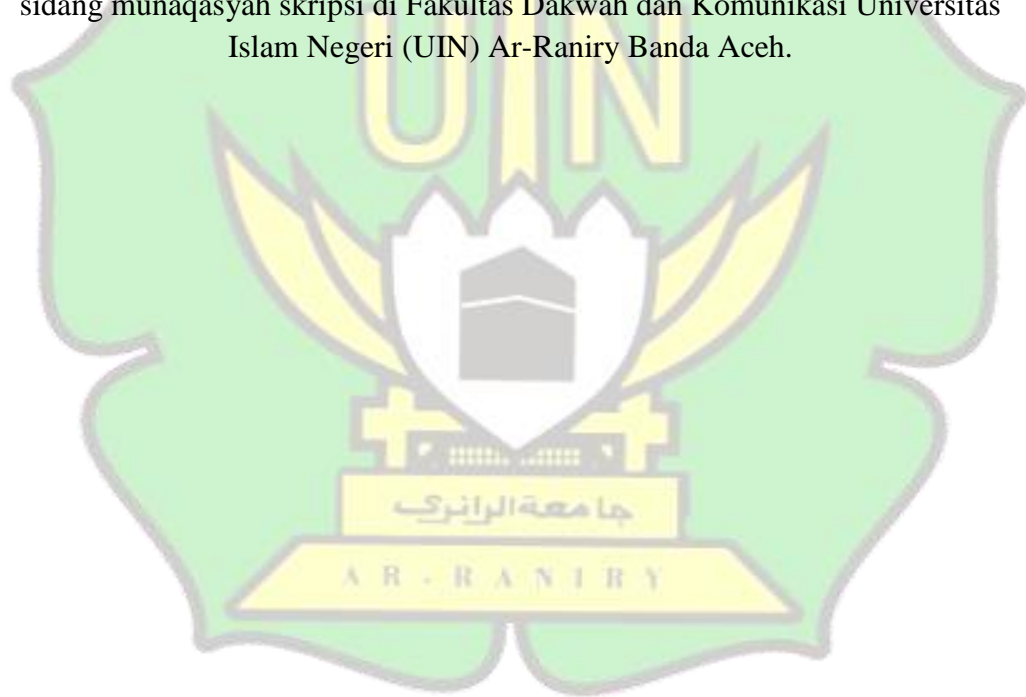 sidang munaqasyah skripsi di Fakultas Dakwah dan Komunikasi Universitas
Islam Negeri (UIN) Ar-Raniry Banda Aceh.
UIN
جامعة الرانري
AR-RANIRY